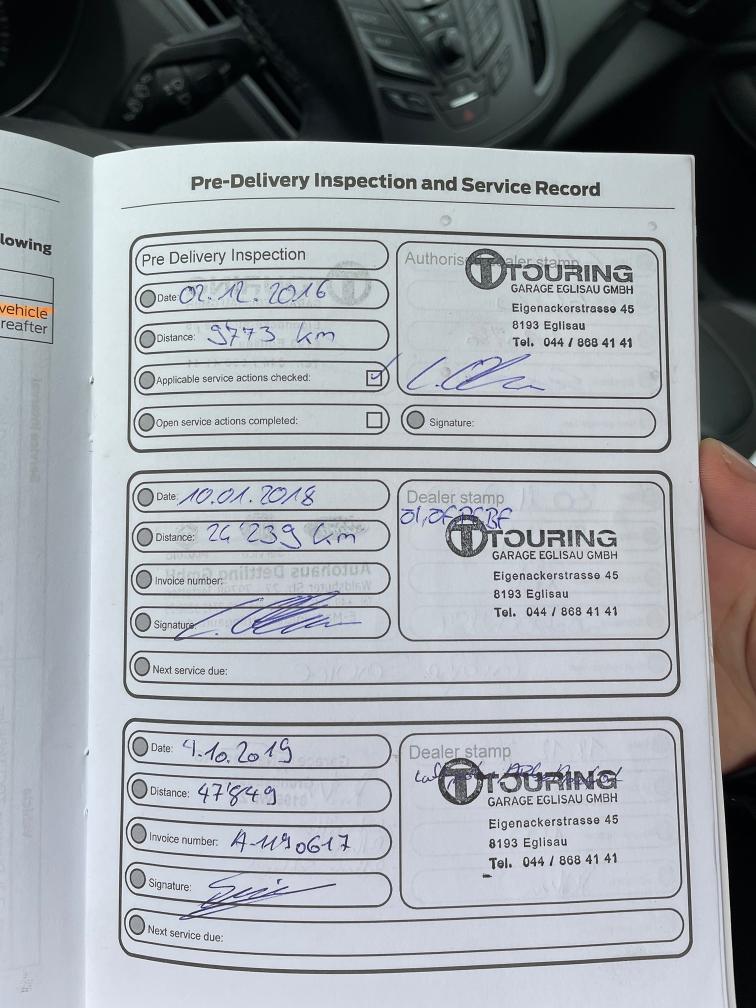 lowing
vehicle
reafter
Pre-Delivery Inspection and Service Record
Pre Delivery Inspection
Date: 02.12.2016
Distance: 9773 km
Applicable service actions checked:
Open service actions completed:
Authoris Dealer stamp
TOURING
GARAGE EGLISAU GMBH
Eigenackerstrasse 45
8193 Eglisau
Tel. 044 / 868 41 41
Signature:
Date: 10.01.2018
Distance: 24'239 km
Invoice number:
Signature:
Next service due:
Dealer stamp
TOURING
GARAGE EGLISAU GMBH
Eigenackerstrasse 45
8193 Eglisau
Tel. 044 / 868 41 41
Date: 4.10.2019
Distance: 47'849
Invoice number: A-1190617
Signature:
Next service due:
Dealer stamp
TOURING
GARAGE EGLISAU GMBH
Eigenackerstrasse 45
8193 Eglisau
Tel. 044 / 868 41 41